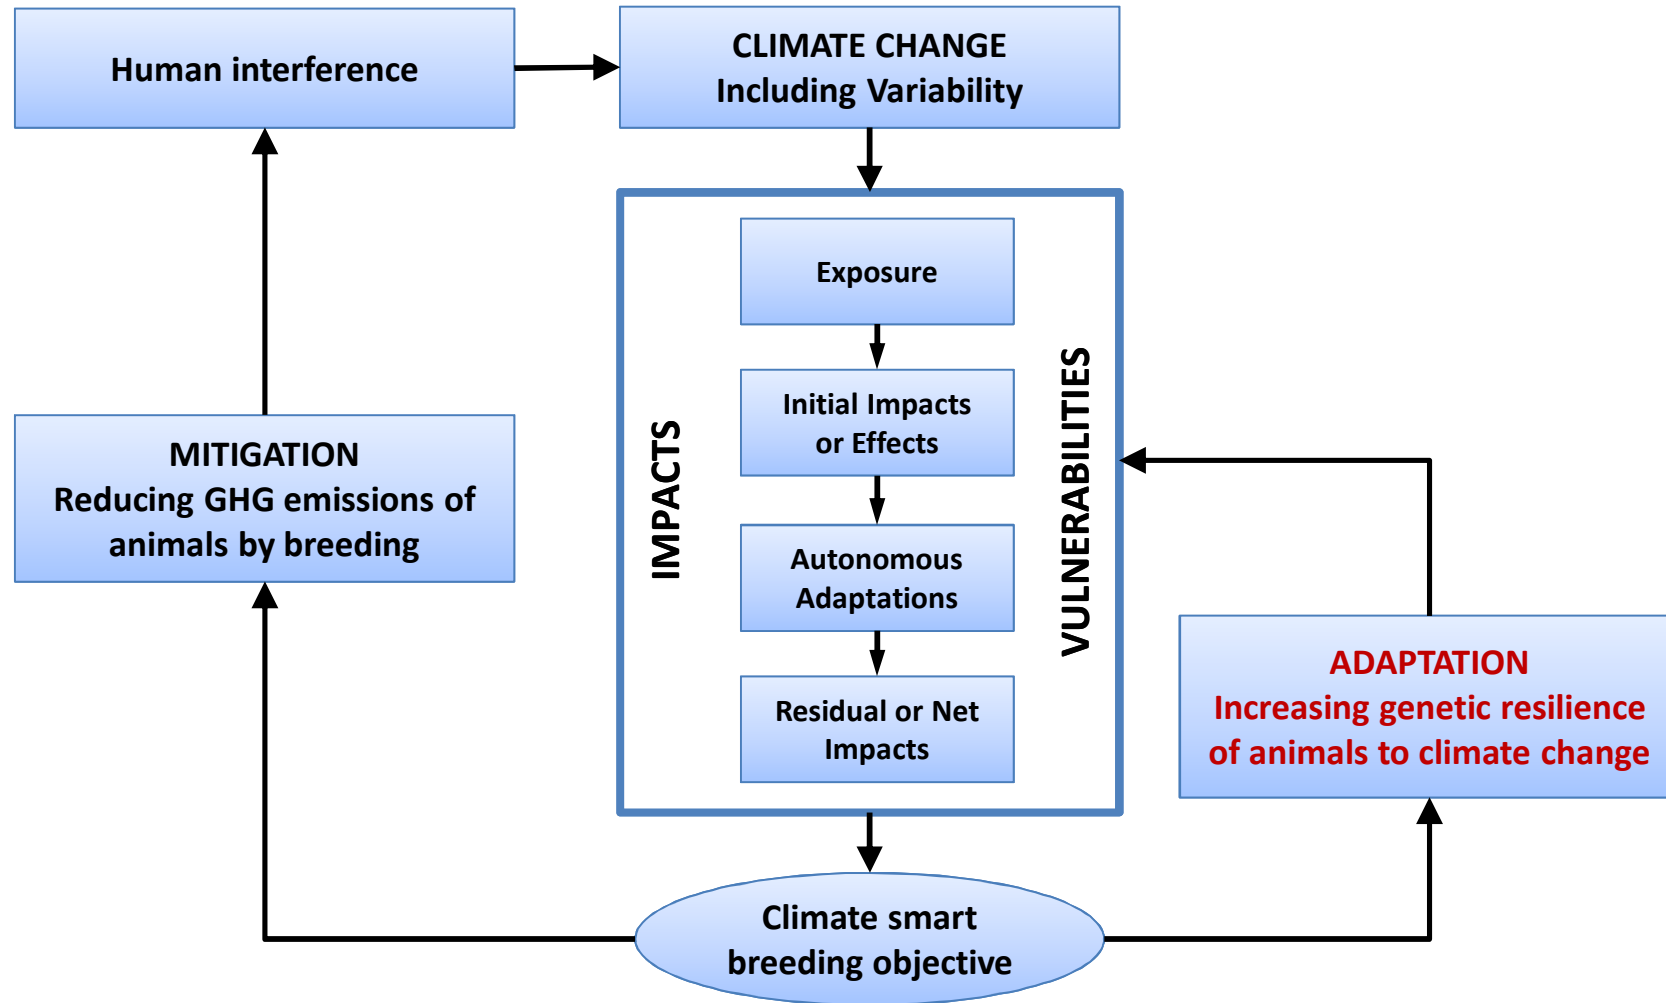 Human interference
CLIMATE CHANGE
Including Variability
Exposure
Initial Impacts
or Effects
Autonomous
Adaptations
Residual or Net
Impacts
IMPACTS
VULNERABILITIES
MITIGATION
Reducing GHG emissions of
animals by breeding
ADAPTATION
Increasing genetic resilience
of animals to climate change
Climate smart
breeding objective